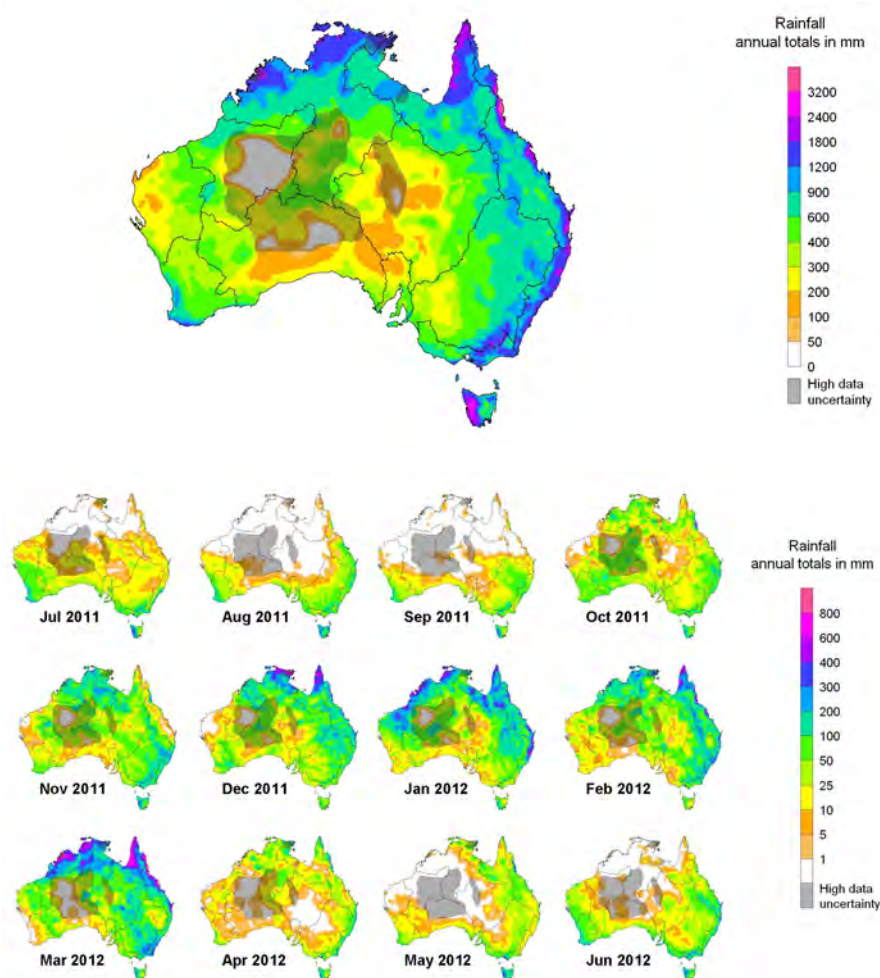 Rainfall
annual totals in mm
3200
2400
1800
1200
900
600
400
300
200
100
50
0
High data
uncertainty
Jul 2011
Aug 2011
Sep 2011
Oct 2011
Nov 2011
Dec 2011
Jan 2012
Feb 2012
Mar 2012
Apr 2012
May 2012
Jun 2012
Rainfall
annual totals in mm
800
600
400
300
200
100
50
25
10
5
1
High data
uncertainty